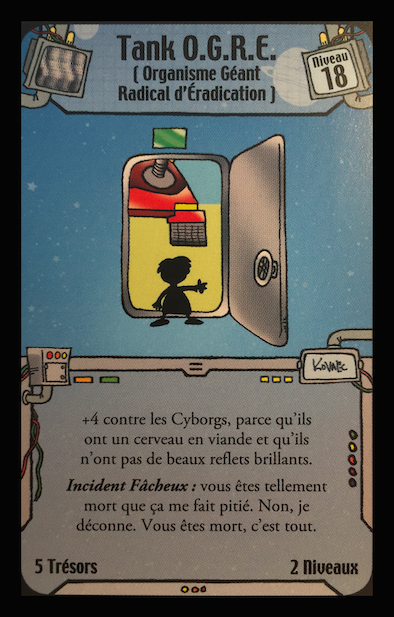 Tank O.G.R.E.
( Organisme Géant
Radical d'Éradication )
Niveau
18
KOVALIC
+4 contre les Cyborgs, parce qu'ils
ont un cerveau en viande et qu'ils
n'ont pas de beaux reflets brillants.
Incident Fâcheux : vous êtes tellement
mort que ça me fait pitié. Non, je
déconne. Vous êtes mort, c'est tout.
5 Trésors
2 Niveaux